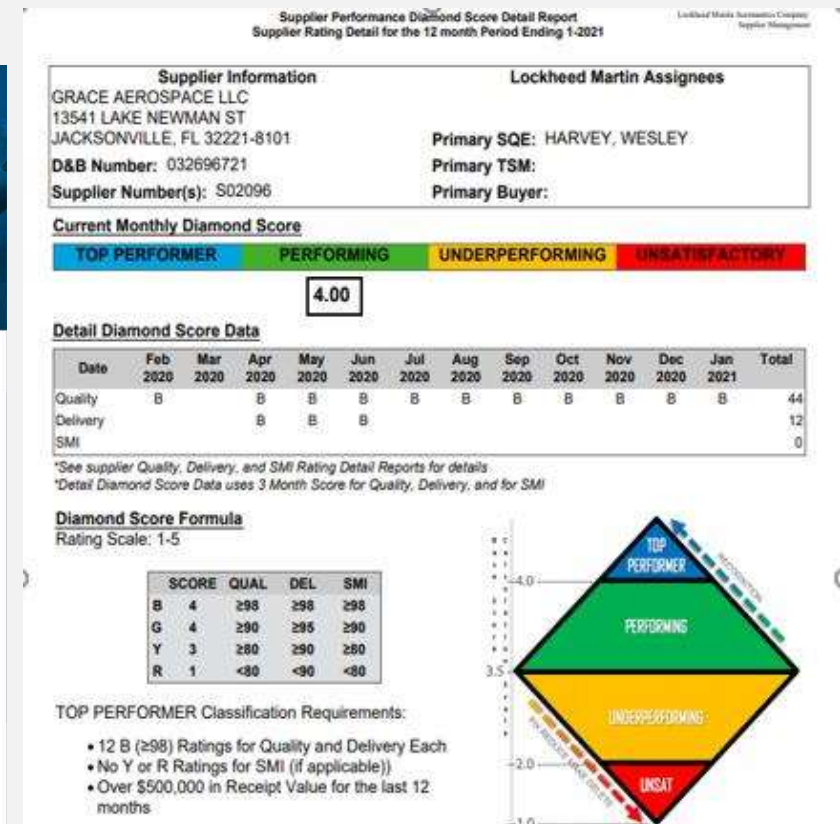 Supplier Performance Diamond Score Detail Report
Supplier Rating Detail for the 12 month Period Ending 1-2021
Lockheed Martin Aeronautics Company
Supplier Management
Supplier Information
GRACE AEROSPACE LLC
13541 LAKE NEWMAN ST
JACKSONVILLE, FL 32221-8101
D&B Number: 032696721
Supplier Number(s): S02096
Lockheed Martin Assignees
Primary SQE: HARVEY, WESLEY
Primary TSM:
Primary Buyer:
Current Monthly Diamond Score
TOP PERFORMER PERFORMING UNDERPERFORMING UNSATISFACTORY
4.00
Detail Diamond Score Data
Date Feb 2020 Mar 2020 Apr 2020 May 2020 Jun 2020 Jul 2020 Aug 2020 Sep 2020 Oct 2020 Nov 2020 Dec 2020 Jan 2021 Total
Quality B B B B B B B B B B B 44
Delivery B B B 12
SMI 0
*See supplier Quality, Delivery, and SMI Rating Detail Reports for details
*Detail Diamond Score Data uses 3 Month Score for Quality, Delivery, and for SMI
Diamond Score Formula
Rating Scale: 1-5
SCORE QUAL DEL SMI
B 4 ≥98 ≥98 ≥98
G 4 ≥90 ≥95 ≥90
Y 3 ≥80 ≥90 ≥80
R 1 <80 <90 <80
TOP PERFORMER Classification Requirements:
• 12 B (≥98) Ratings for Quality and Delivery Each
• No Y or R Ratings for SMI (if applicable))
• Over $500,000 in Receipt Value for the last 12
months
TOP
PERFORMER
RECOGNITION
4.0
PERFORMING
3.5
UNDERPERFORMING
2.0
UNSAT
1.0